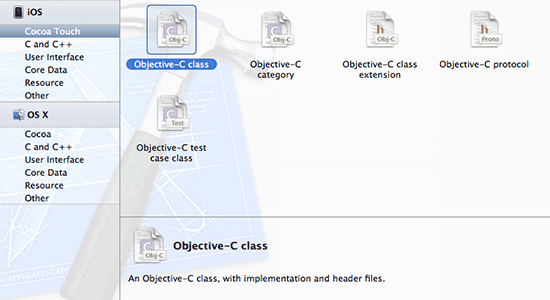 iOS
Cocoa Touch
C and C++
User Interface
Core Data
Resource
Other
OS X
Cocoa
C and C++
User Interface
Core Data
Resource
Other
Obj-C
Obj-C
Obj-C
Proto
Objective-C class
Objective-C
category
Objective-C class
extension
Objective-C protocol
Test
Objective-C test
case class
Obj-C
Objective-C class
An Objective-C class, with implementation and header files.